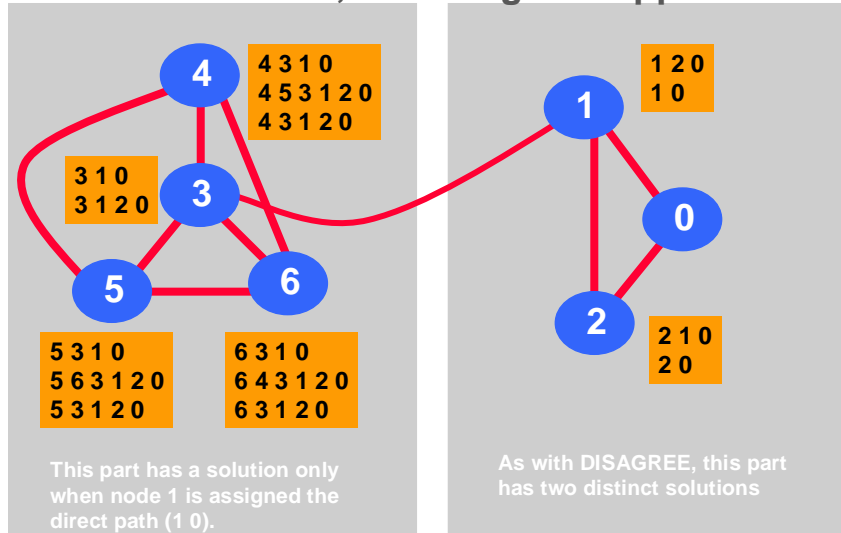 4
4 3 1 0
4 5 3 1 2 0
4 3 1 2 0
3 1 0
3 1 2 0
3
5
6
5 3 1 0
5 6 3 1 2 0
5 3 1 2 0
6 3 1 0
6 4 3 1 2 0
6 3 1 2 0
This part has a solution only
when node 1 is assigned the
direct path (1 0).
1
1 2 0
1 0
0
2
2 1 0
2 0
As with DISAGREE, this part
has two distinct solutions